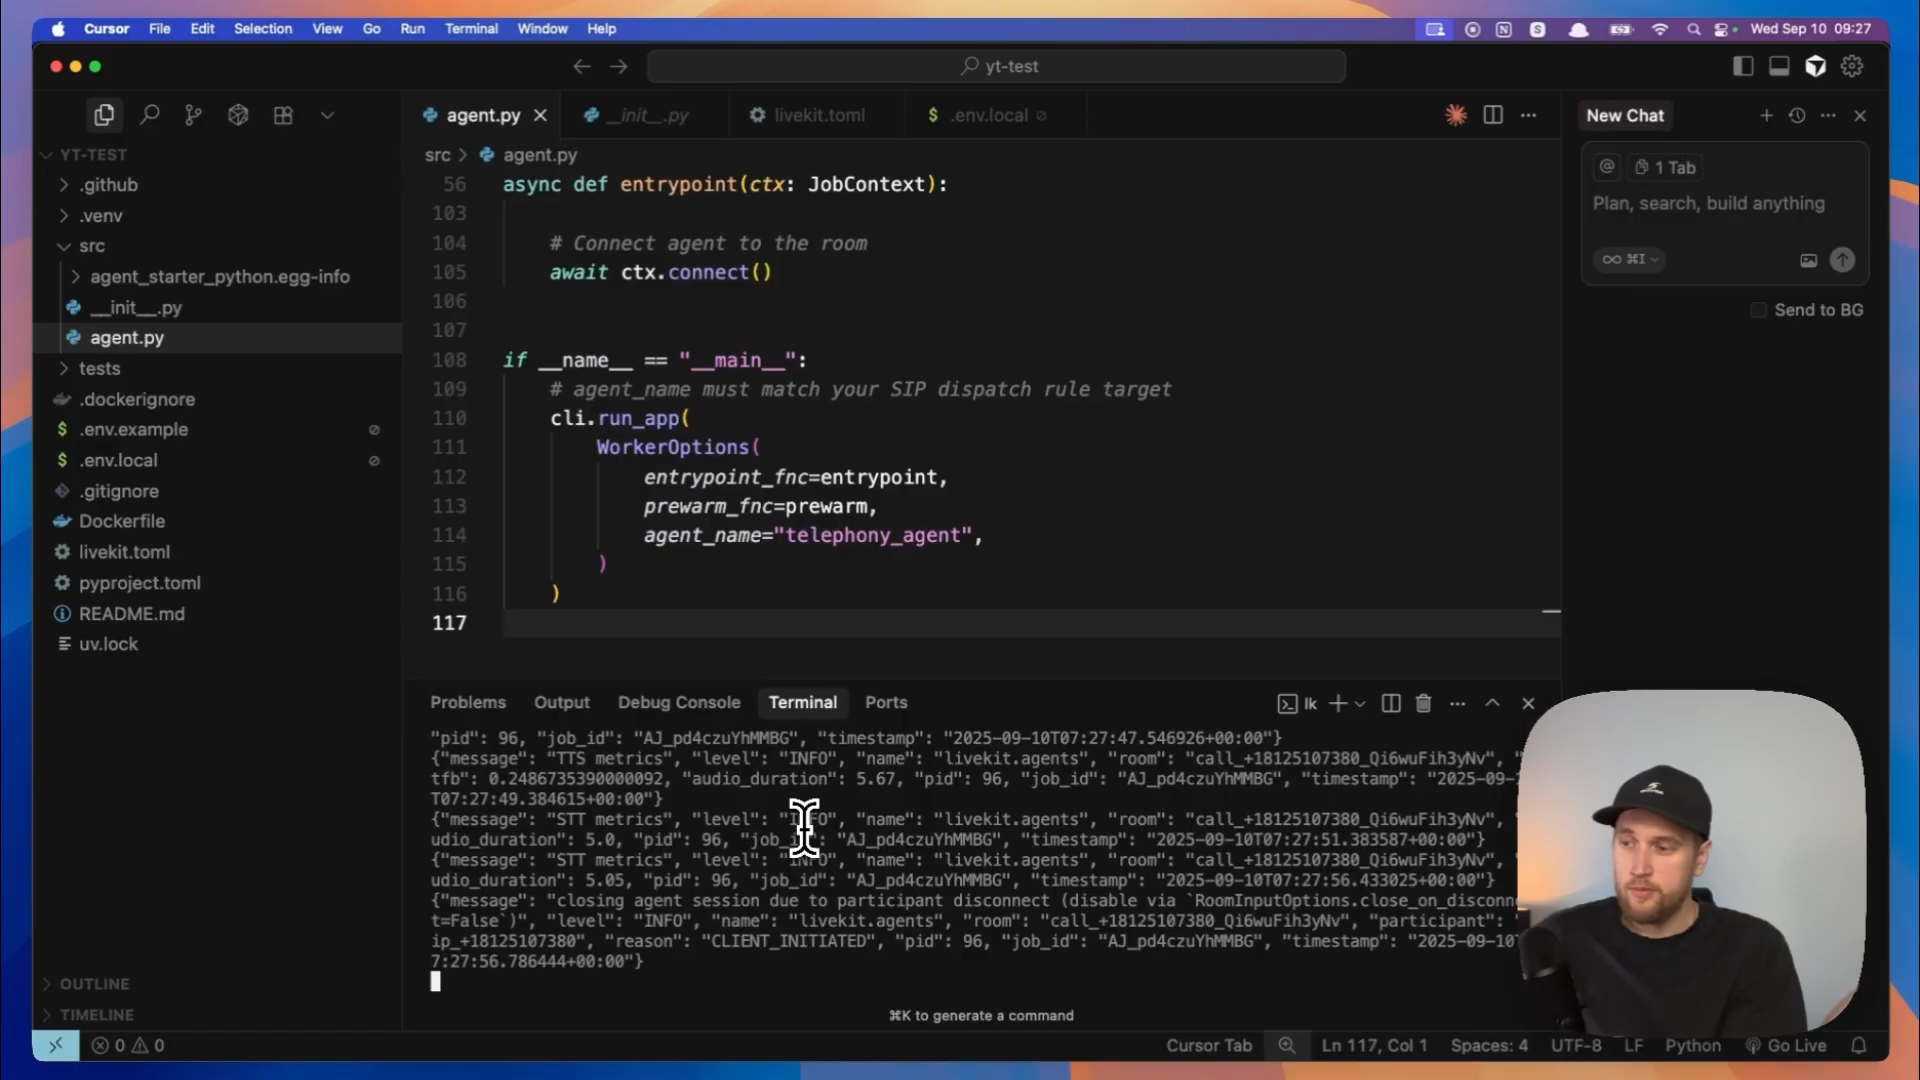 Cursor File Edit Selection View Go Run Terminal Window Help
Wed Sep 10 09:27
yt-test
agent.py
__init__.py
livekit.toml
.env.local
New Chat
YT-TEST
.github
.venv
src
agent_starter_python.egg-info
__init__.py
agent.py
tests
.dockerignore
.env.example
.env.local
.gitignore
Dockerfile
livekit.toml
pyproject.toml
README.md
uv.lock
OUTLINE
TIMELINE
src > agent.py
56 async def entrypoint(ctx: JobContext):
103
104 # Connect agent to the room
105 await ctx.connect()
106
107
108 if __name__ == "__main__":
109 # agent_name must match your SIP dispatch rule target
110 cli.run_app(
111 WorkerOptions(
112 entrypoint_fnc=entrypoint,
113 prewarm_fnc=prewarm,
114 agent_name="telephony_agent",
115 )
116 )
117
@ 1 Tab
Plan, search, build anything
∞ ⌘I
Send to BG
Problems Output Debug Console Terminal Ports
lk
"pid": 96, "job_id": "AJ_pd4czuYhMMBG", "timestamp": "2025-09-10T07:27:47.546926+00:00"}
{"message": "TTS metrics", "level": "INFO", "name": "livekit.agents", "room": "call_+18125107380_Qi6wuFih3yNv", "
tfb": 0.2486735390000092, "audio_duration": 5.67, "pid": 96, "job_id": "AJ_pd4czuYhMMBG", "timestamp": "2025-09-
T07:27:49.384615+00:00"}
{"message": "STT metrics", "level": "INFO", "name": "livekit.agents", "room": "call_+18125107380_Qi6wuFih3yNv", "
udio_duration": 5.0, "pid": 96, "job_id": "AJ_pd4czuYhMMBG", "timestamp": "2025-09-10T07:27:51.383587+00:00"}
{"message": "STT metrics", "level": "INFO", "name": "livekit.agents", "room": "call_+18125107380_Qi6wuFih3yNv", "
udio_duration": 5.05, "pid": 96, "job_id": "AJ_pd4czuYhMMBG", "timestamp": "2025-09-10T07:27:56.433025+00:00"}
{"message": "closing agent session due to participant disconnect (disable via `RoomInputOptions.close_on_disconn
t=False`)", "level": "INFO", "name": "livekit.agents", "room": "call_+18125107380_Qi6wuFih3yNv", "participant":
ip_+18125107380", "reason": "CLIENT_INITIATED", "pid": 96, "job_id": "AJ_pd4czuYhMMBG", "timestamp": "2025-09-10
7:27:56.786444+00:00"}
⌘K to generate a command
0 0
Cursor Tab Ln 117, Col 1 Spaces: 4 UTF-8 LF Python Go Live